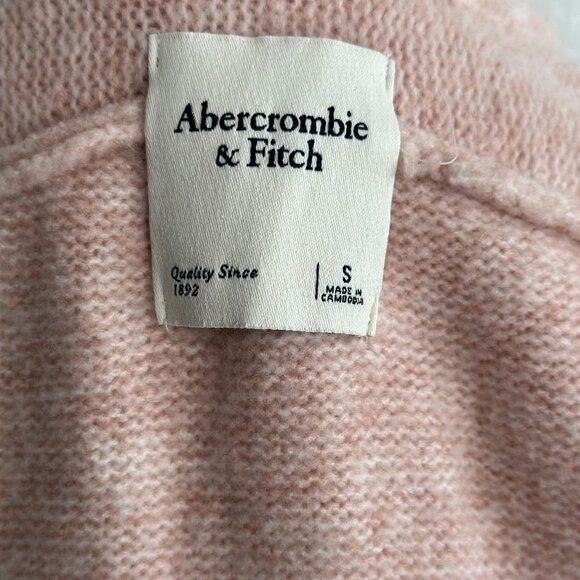 Abercrombie
& Fitch
Quality Since
1892
S
MADE IN
CAMBODIA